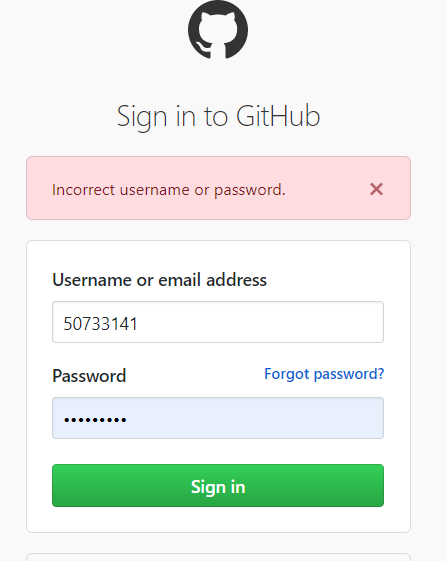 Sign in to GitHub
Incorrect username or password.
Username or email address
50733141
Password Forgot password?
•••••••••
Sign in